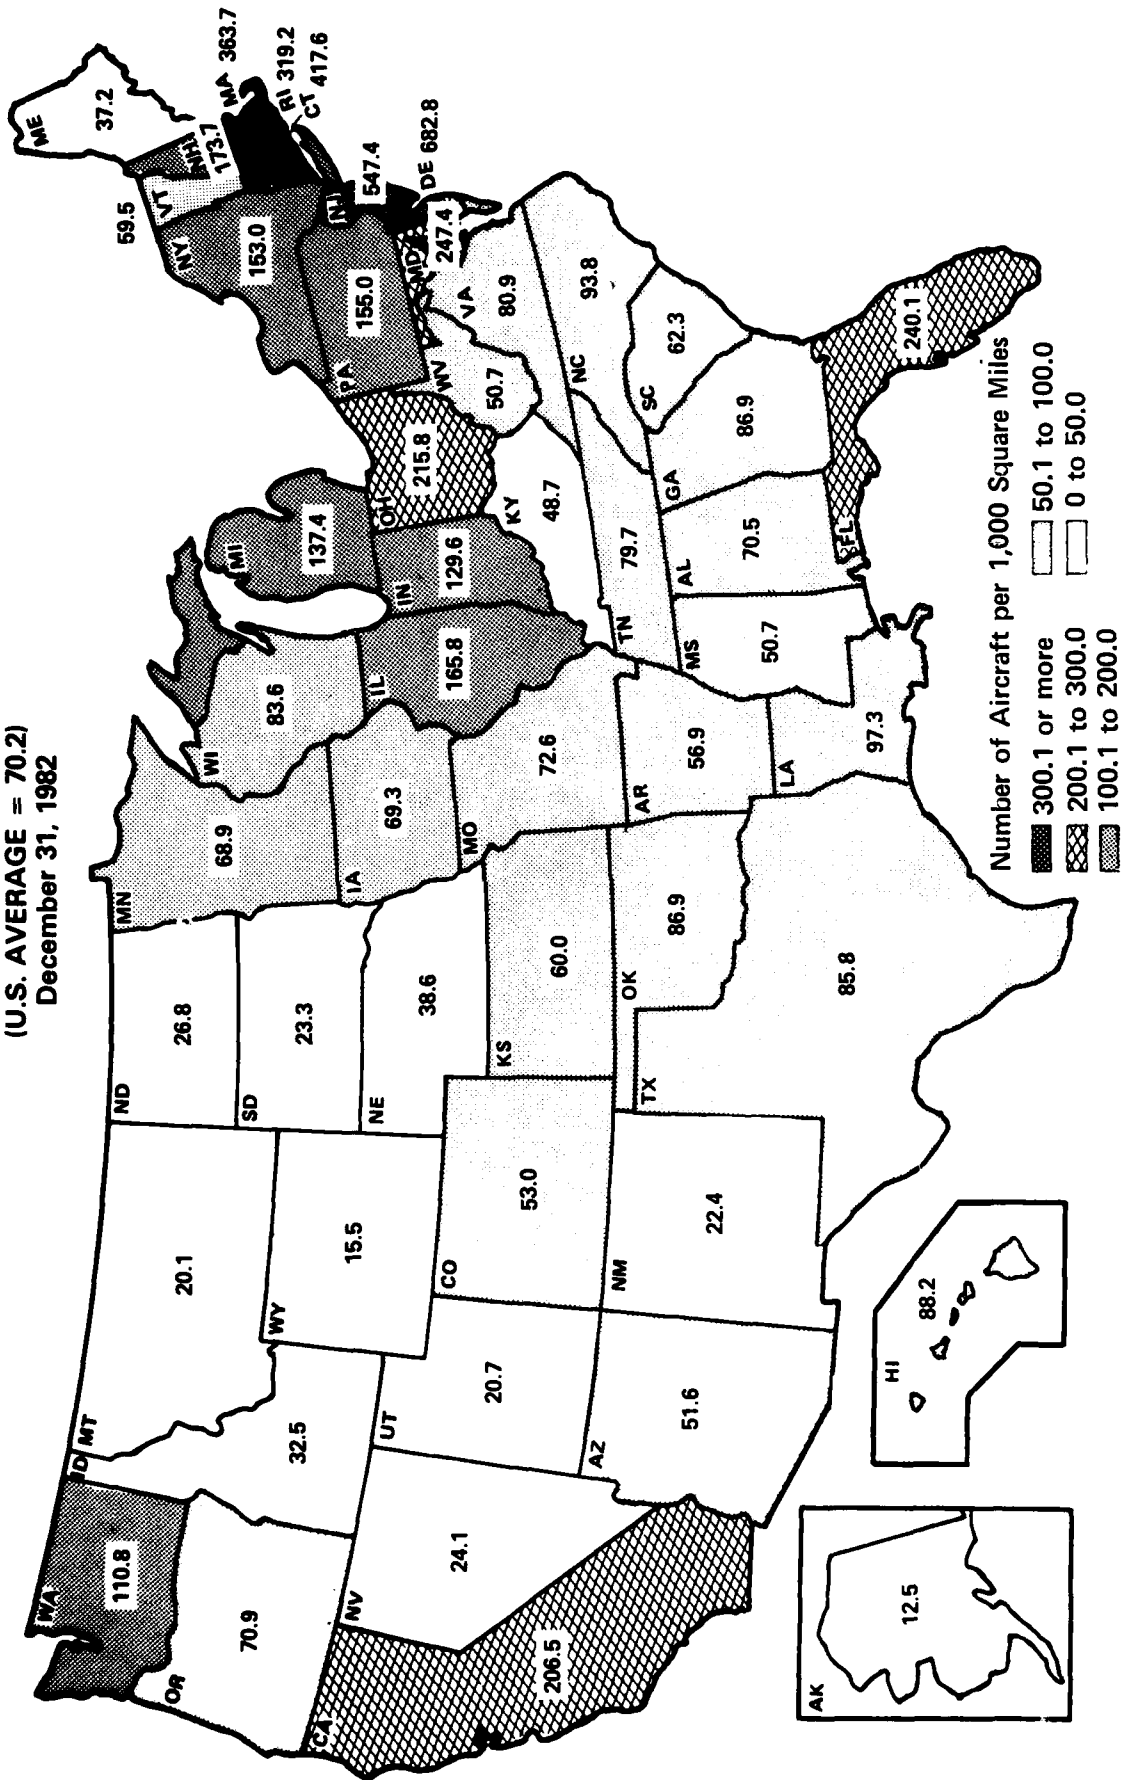 (U.S. AVERAGE = 70.2)
December 31, 1982
WA
110.8
OR
70.9
CA
206.5
NV
24.1
ID
32.5
MT
20.1
WY
15.5
UT
20.7
AZ
51.6
CO
53.0
NM
22.4
ND
26.8
SD
23.3
NE
38.6
KS
60.0
OK
86.9
TX
85.8
MN
68.9
IA
69.3
MO
72.6
AR
56.9
LA
97.3
WI
83.6
IL
165.8
MI
137.4
IN
129.6
OH
215.8
KY
48.7
TN
79.7
MS
50.7
AL
70.5
GA
86.9
FL
240.1
SC
62.3
NC
93.8
VA
80.9
WV
50.7
PA
155.0
NY
153.0
VT
59.5
NH
173.7
ME
37.2
MA 363.7
RI 319.2
CT 417.6
NJ
547.4
DE 682.8
MD
247.4
AK
12.5
HI
88.2
Number of Aircraft per 1,000 Square Miles
300.1 or more
200.1 to 300.0
100.1 to 200.0
50.1 to 100.0
0 to 50.0